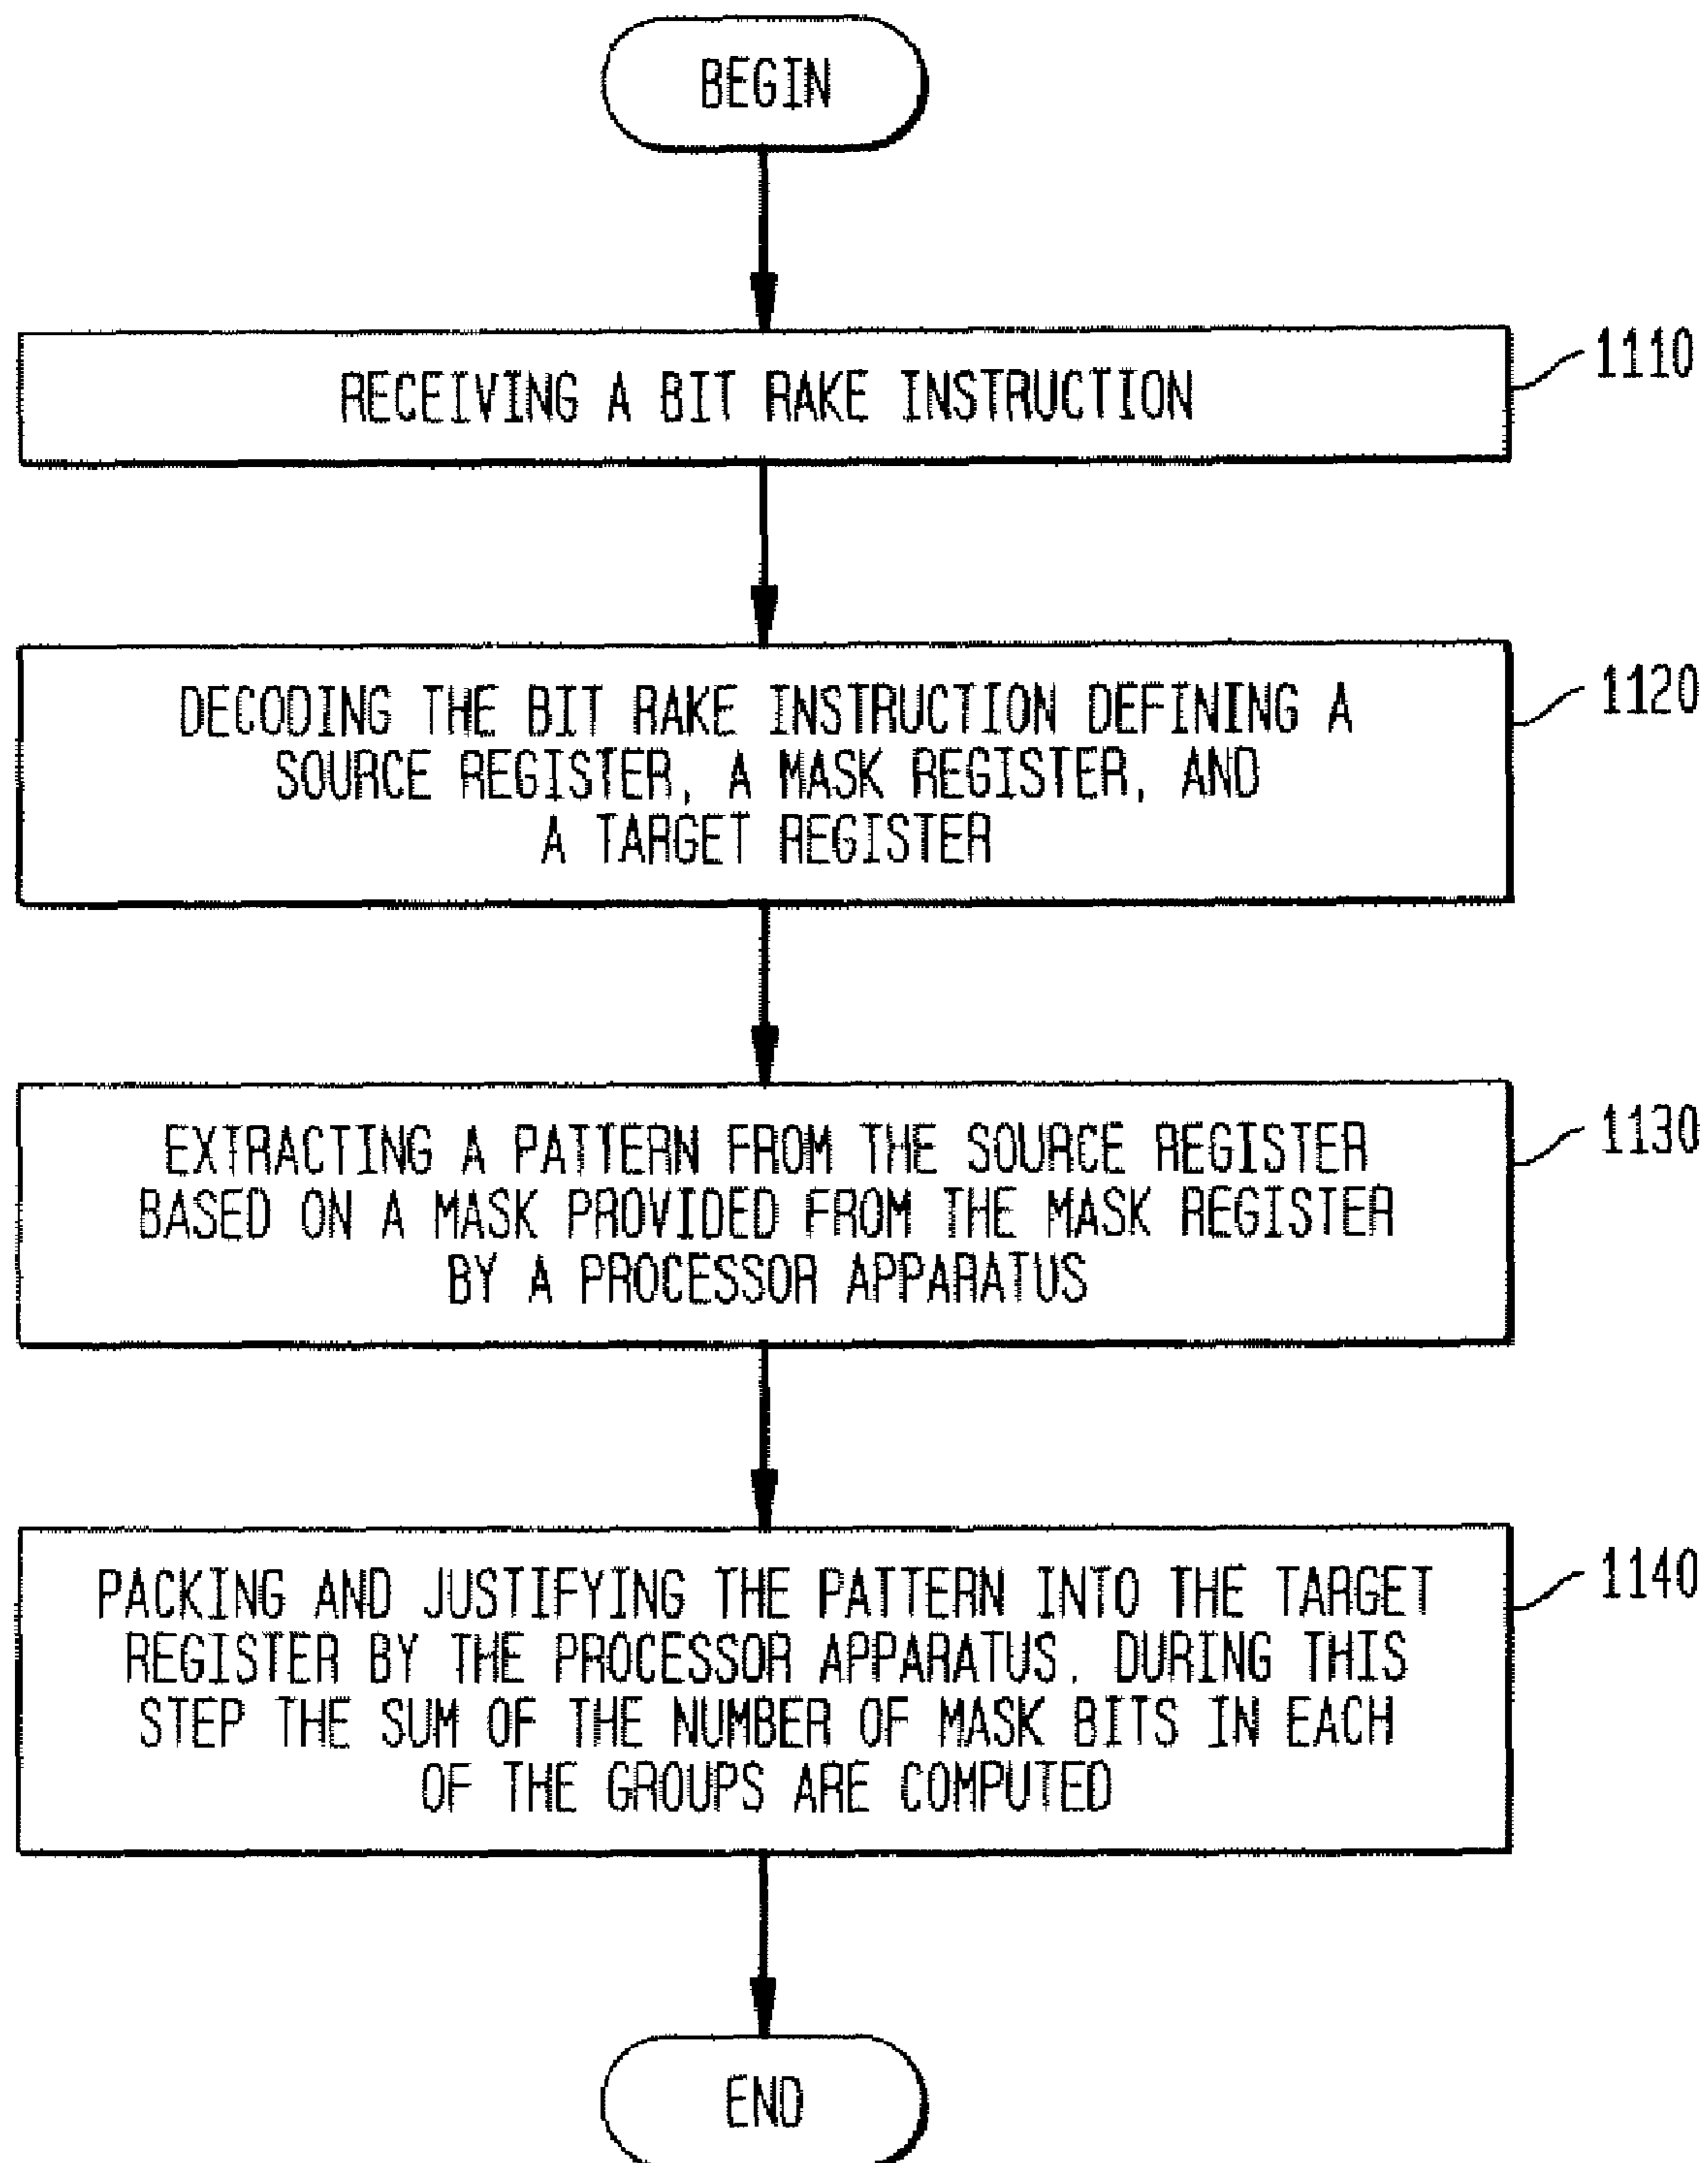 BEGIN
RECEIVING A BIT RAKE INSTRUCTION
1110
DECODING THE BIT RAKE INSTRUCTION DEFINING A
SOURCE REGISTER, A MASK REGISTER, AND
A TARGET REGISTER
1120
EXTRACTING A PATTERN FROM THE SOURCE REGISTER
BASED ON A MASK PROVIDED FROM THE MASK REGISTER
BY A PROCESSOR APPARATUS
1130
PACKING AND JUSTIFYING THE PATTERN INTO THE TARGET
REGISTER BY THE PROCESSOR APPARATUS. DURING THIS
STEP THE SUM OF THE NUMBER OF MASK BITS IN EACH
OF THE GROUPS ARE COMPUTED
1140
END